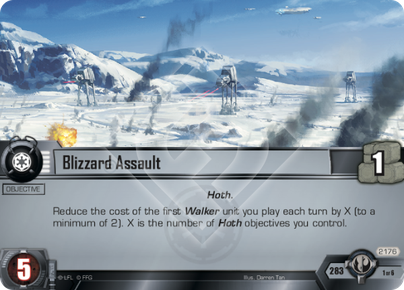 Blizzard Assault
1
OBJECTIVE
Hoth.
Reduce the cost of the first Walker unit you play each turn by X (to a
minimum of 2). X is the number of Hoth objectives you control.
2176
5
© LFL © FFG
Illus. Darren Tan
283
1 of 6